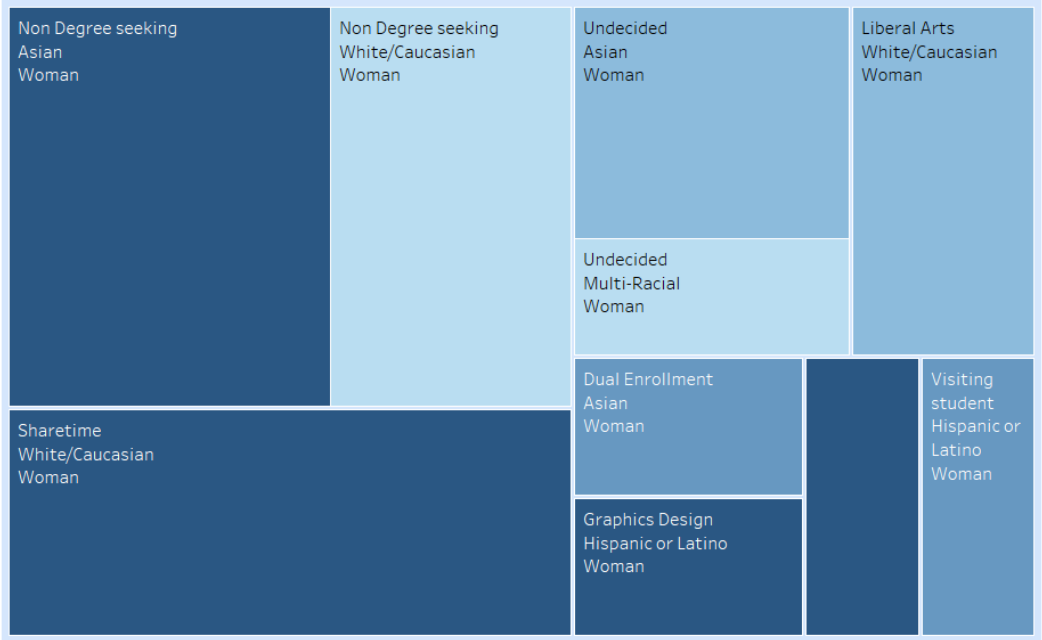 Non Degree seeking
Asian
Woman
Non Degree seeking
White/Caucasian
Woman
Sharetime
White/Caucasian
Woman
Undecided
Asian
Woman
Undecided
Multi-Racial
Woman
Liberal Arts
White/Caucasian
Woman
Dual Enrollment
Asian
Woman
Graphics Design
Hispanic or Latino
Woman
Visiting
student
Hispanic or
Latino
Woman